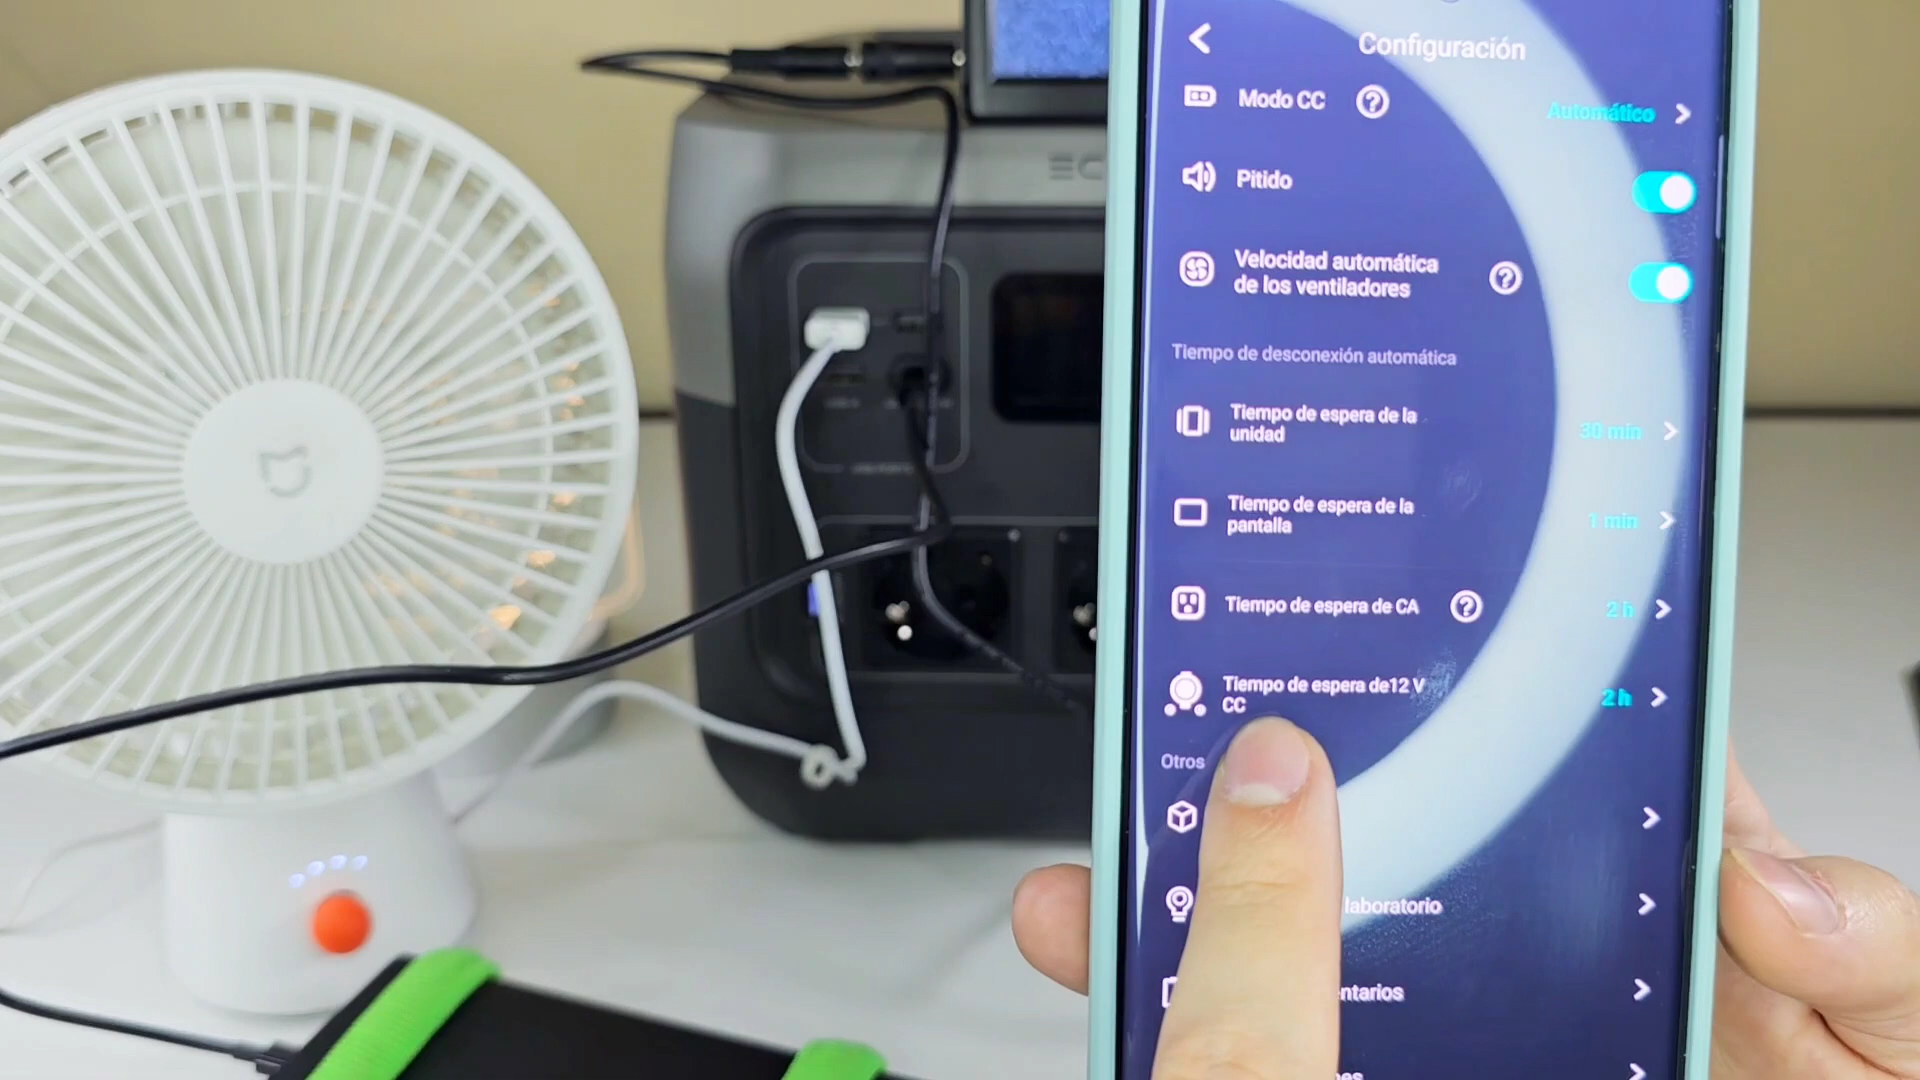 Configuración
Modo CC
Automático
Pitido
Velocidad automática
de los ventiladores
Tiempo de desconexión automática
Tiempo de espera de la
unidad
30 min
Tiempo de espera de la
pantalla
1 min
Tiempo de espera de CA
2 h
Tiempo de espera de12 V
CC
2 h
Otros
laboratorio